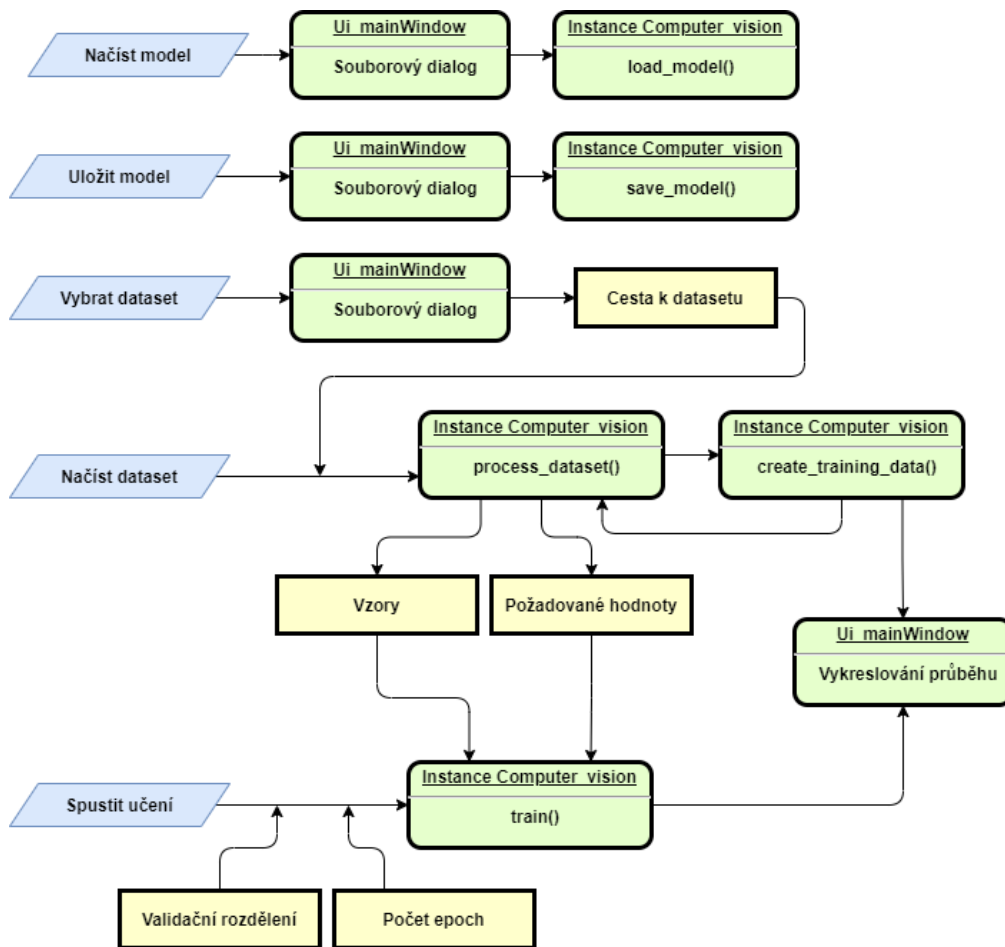 Načíst model
Ui_mainWindow
Souborový dialog
Instance Computer_vision
load_model()
Uložit model
Ui_mainWindow
Souborový dialog
Instance Computer_vision
save_model()
Vybrat dataset
Ui_mainWindow
Souborový dialog
Cesta k datasetu
Načíst dataset
Instance Computer_vision
process_dataset()
Instance Computer_vision
create_training_data()
Vzory
Požadované hodnoty
Ui_mainWindow
Vykreslování průběhu
Spustit učení
Instance Computer_vision
train()
Validační rozdělení
Počet epoch